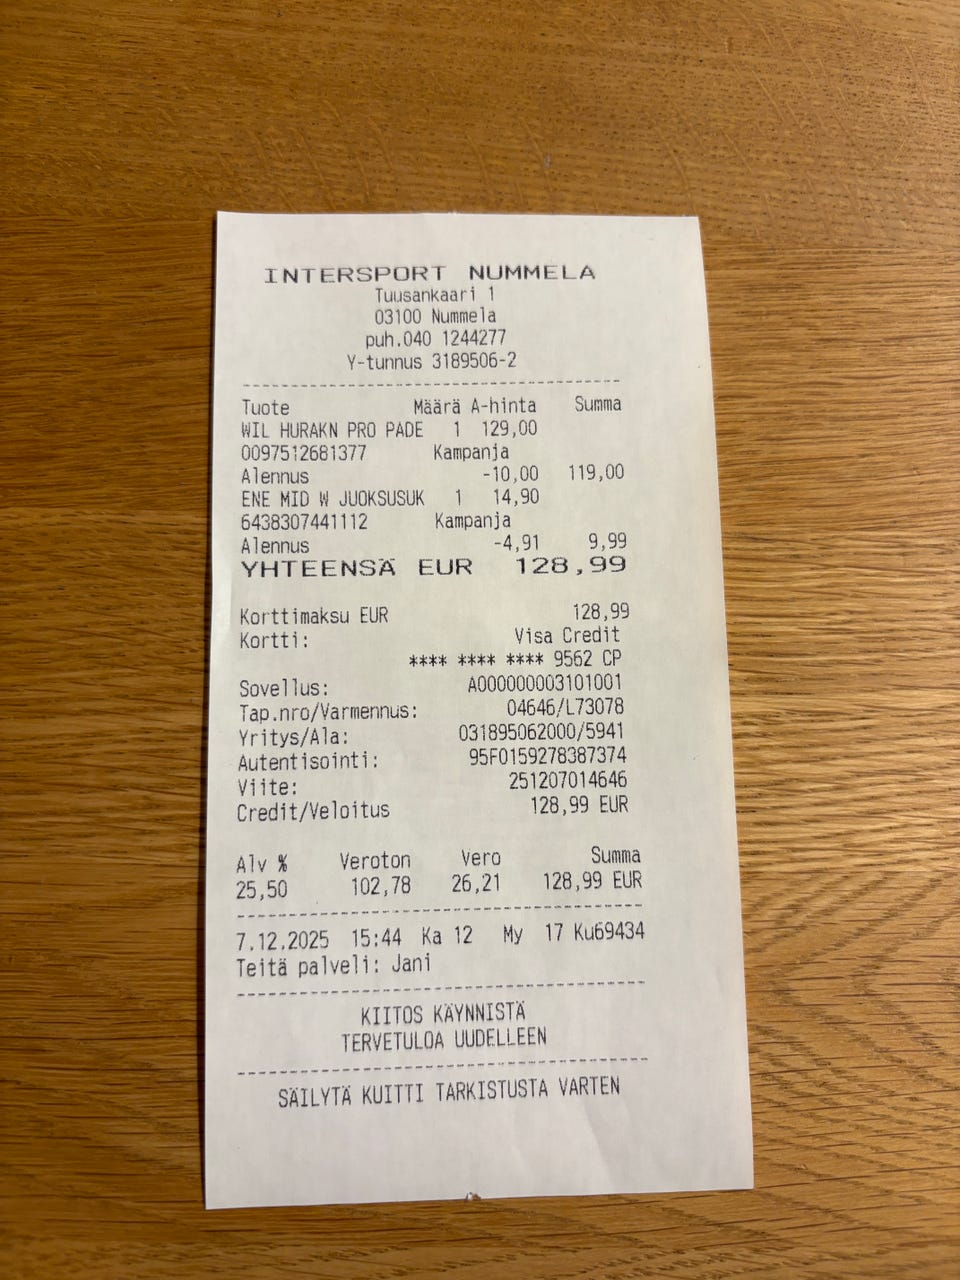 INTERSPORT NUMMELA
Tuusankaari 1
03100 Nummela
puh.040 1244277
Y-tunnus 3189506-2
Tuote Määrä A-hinta Summa
WIL HURAKN PRO PADE 1 129,00
0097512681377 Kampanja
Alennus -10,00 119,00
ENE MID W JUOKSUSUK 1 14,90
6438307441112 Kampanja
Alennus -4,91 9,99
YHTEENSÄ EUR 128,99
Korttimaksu EUR 128,99
Kortti: Visa Credit
**** **** **** 9562 CP
Sovellus: A000000003101001
Tap.nro/Varmennus: 04646/L73078
Yritys/Ala: 031895062000/5941
Autentisointi: 95F0159278387374
Viite: 251207014646
Credit/Veloitus 128,99 EUR
Alv % Veroton Vero Summa
25,50 102,78 26,21 128,99 EUR
7.12.2025 15:44 Ka 12 My 17 Ku69434
Teitä palveli: Jani
KIITOS KÄYNNISTÄ
TERVETULOA UUDELLEEN
SÄILYTÄ KUITTI TARKISTUSTA VARTEN